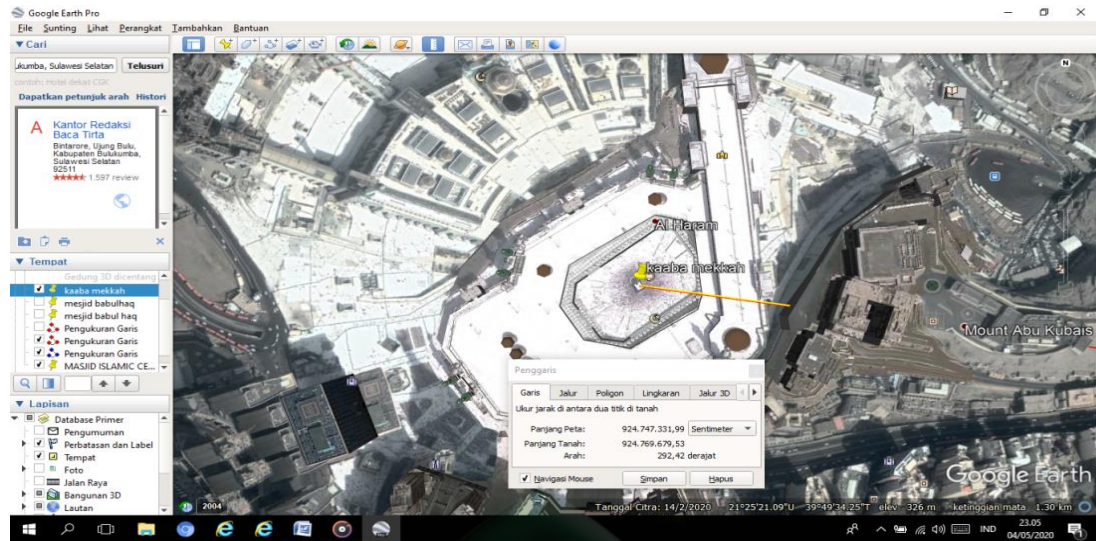 Google Earth Pro
File Sunting Lihat Perangkat Tambahkan Bantuan
Cari
ukumba, Sulawesi Selatan Telusuri
contoh: Hotel dekat CGK
Dapatkan petunjuk arah Histori
A Kantor Redaksi
Baca Tirta
Bintarore, Ujung Bulu,
Kabupaten Bulukumba,
Sulawesi Selatan
92511
1.597 review
Tempat
Gedung 3D dicentang
kaaba mekkah
mesjid babulhaq
mesjid babul haq
Pengukuran Garis
Pengukuran Garis
Pengukuran Garis
MASJID ISLAMIC CE...
Lapisan
Database Primer
Pengumuman
Perbatasan dan Label
Tempat
Foto
Jalan Raya
Bangunan 3D
Lautan
N
Al Haram
kaaba mekkah
Mount Abu Kubais
Penggaris
Garis Jalur Poligon Lingkaran Jalur 3D
Ukur jarak di antara dua titik di tanah
Panjang Peta: 924.747.331,99 Sentimeter
Panjang Tanah: 924.769.679,53
Arah: 292,42 derajat
Navigasi Mouse Simpan Hapus
Google Earth
2004
Tanggal Citra: 14/2/2020 21°25'21.09"U 39°49'34.25"T elev 326 m ketinggian mata 1.30 km
IND
23.05
04/05/2020